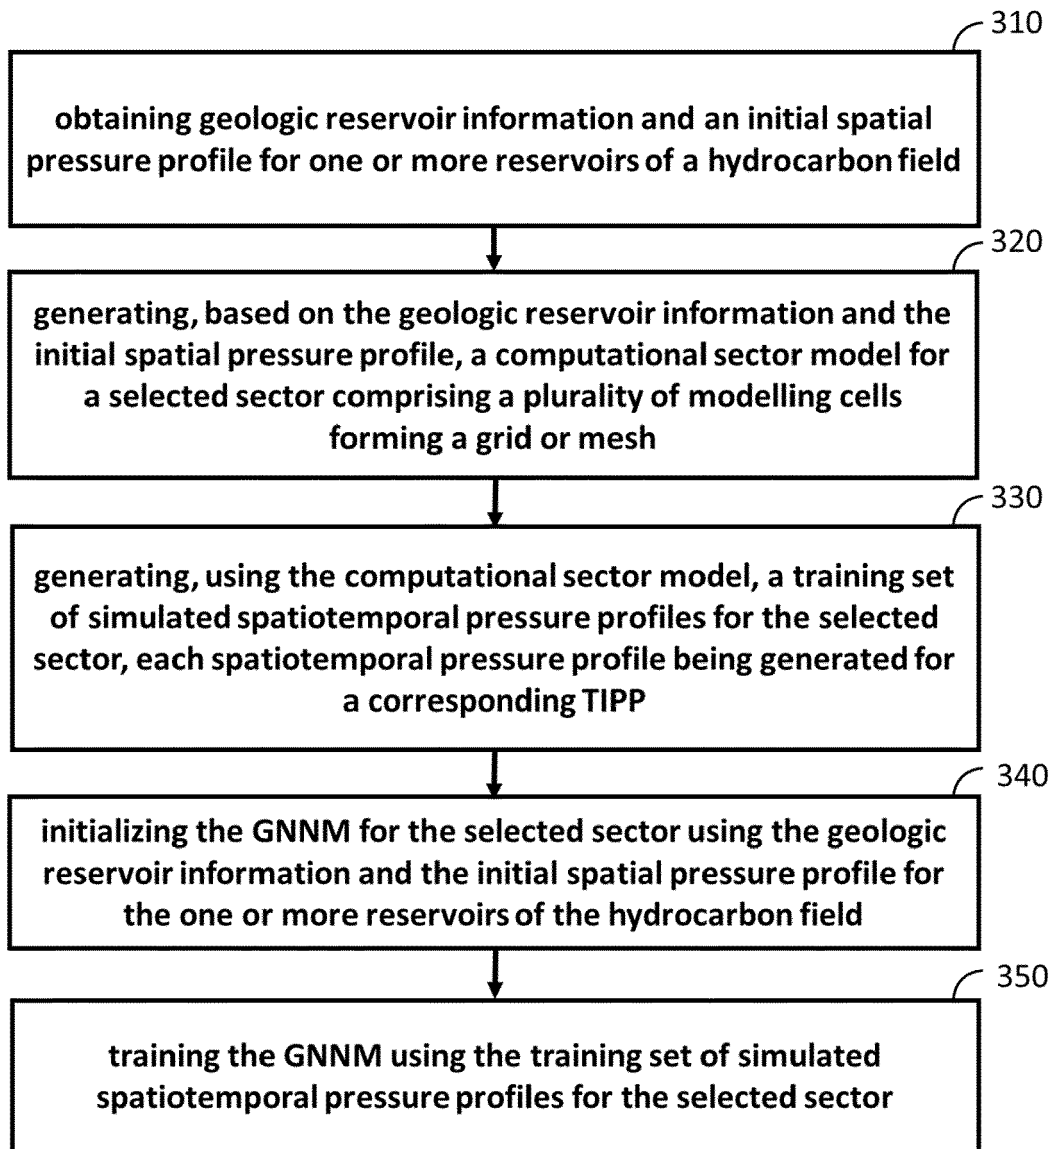 310
obtaining geologic reservoir information and an initial spatial
pressure profile for one or more reservoirs of a hydrocarbon field
320
generating, based on the geologic reservoir information and the
initial spatial pressure profile, a computational sector model for
a selected sector comprising a plurality of modelling cells
forming a grid or mesh
330
generating, using the computational sector model, a training set
of simulated spatiotemporal pressure profiles for the selected
sector, each spatiotemporal pressure profile being generated for
a corresponding TIPP
340
initializing the GNNM for the selected sector using the geologic
reservoir information and the initial spatial pressure profile for
the one or more reservoirs of the hydrocarbon field
350
training the GNNM using the training set of simulated
spatiotemporal pressure profiles for the selected sector